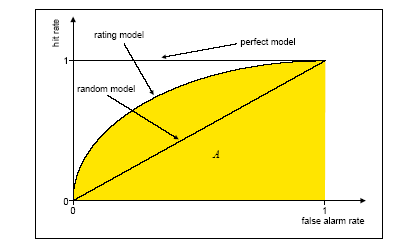 hit rate
rating model
perfect model
1
random model
A
0
0
1
false alarm rate